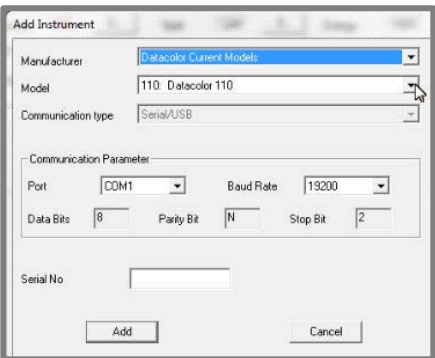 Add Instrument
Manufacturer Datacolor Current Models
Model 110: Datacolor 110
Communication type Serial/USB
Communication Parameter
Port COM1 Baud Rate 19200
Data Bits 8 Parity Bit N Stop Bit 2
Serial No
Add Cancel